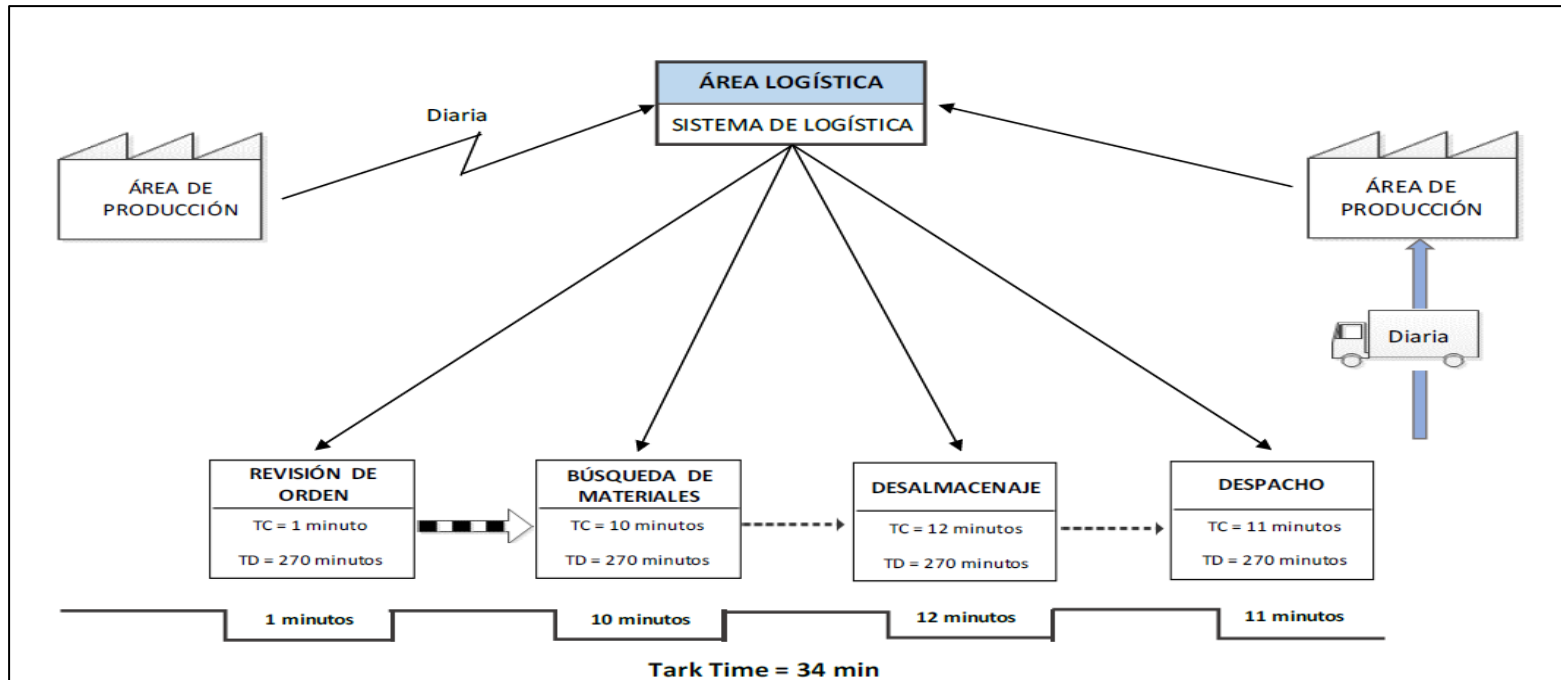 ÁREA LOGÍSTICA
SISTEMA DE LOGÍSTICA
Diaria
ÁREA DE
PRODUCCIÓN
ÁREA DE
PRODUCCIÓN
Diaria
REVISIÓN DE
ORDEN
TC = 1 minuto
TD = 270 minutos
BÚSQUEDA DE
MATERIALES
TC = 10 minutos
TD = 270 minutos
DESALMACENAJE
TC = 12 minutos
TD = 270 minutos
DESPACHO
TC = 11 minutos
TD = 270 minutos
1 minutos
10 minutos
12 minutos
11 minutos
Tark Time = 34 min